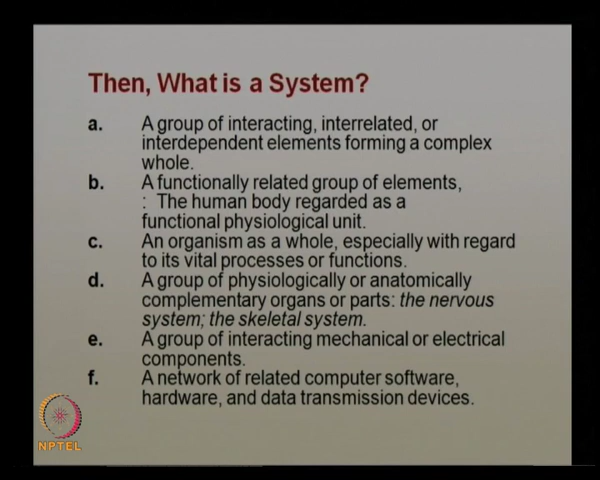 Then, What is a System?
a. A group of interacting, interrelated, or
interdependent elements forming a complex
whole.
b. A functionally related group of elements,
: The human body regarded as a
functional physiological unit.
c. An organism as a whole, especially with regard
to its vital processes or functions.
d. A group of physiologically or anatomically
complementary organs or parts: the nervous
system; the skeletal system.
e. A group of interacting mechanical or electrical
components.
f. A network of related computer software,
hardware, and data transmission devices.
NPTEL